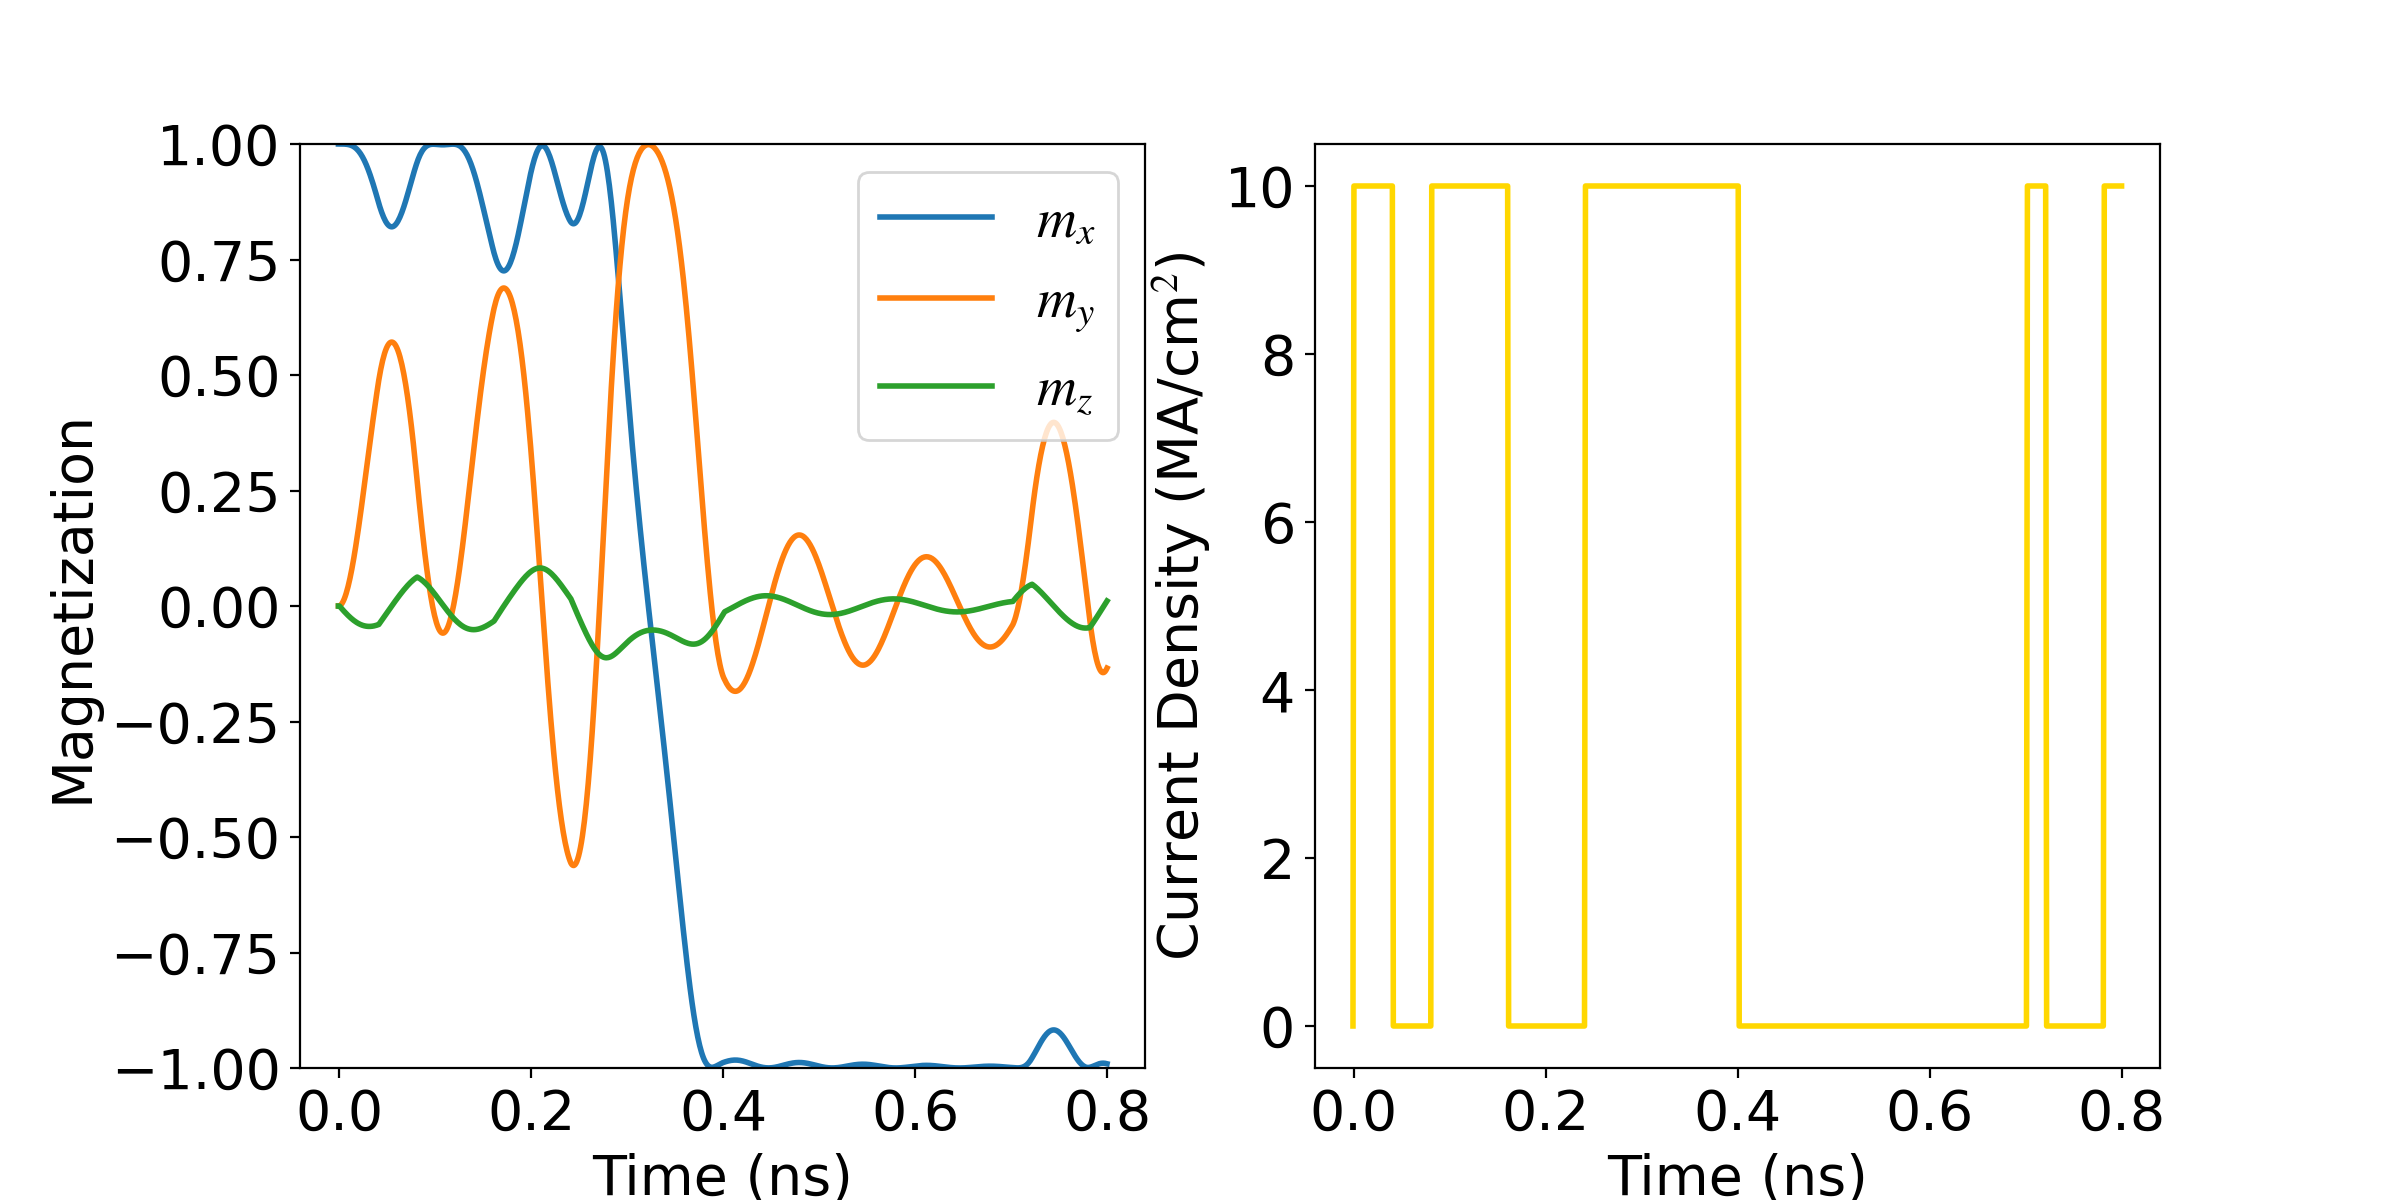 Magnetization
1.00
0.75
0.50
0.25
0.00
−0.25
−0.50
−0.75
−1.00
0.0 0.2 0.4 0.6 0.8
Time (ns)
m_x
m_y
m_z
Current Density (MA/cm²)
10
8
6
4
2
0
0.0 0.2 0.4 0.6 0.8
Time (ns)